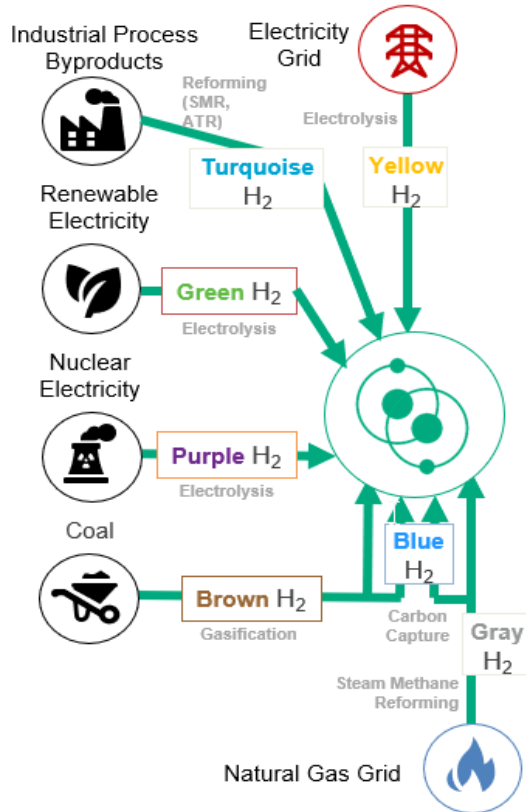 Industrial Process
Byproducts
Electricity
Grid
Reforming
(SMR,
ATR)
Electrolysis
Turquoise
H2
Yellow
H2
Renewable
Electricity
Green H2
Electrolysis
Nuclear
Electricity
Purple H2
Electrolysis
Coal
Blue
H2
Brown H2
Gasification
Carbon
Capture
Gray
H2
Steam Methane
Reforming
Natural Gas Grid